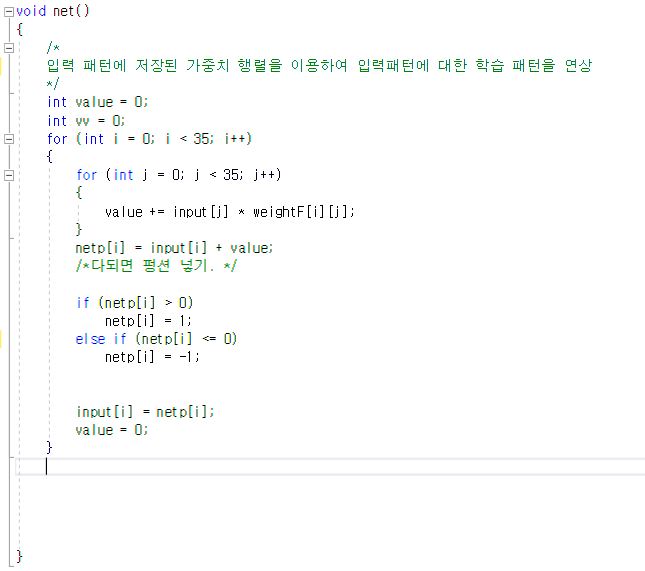 void net()
{
/*
입력 패턴에 저장된 가중치 행렬을 이용하여 입력패턴에 대한 학습 패턴을 연상
*/
int value = 0;
int vv = 0;
for (int i = 0; i < 35; i++)
{
for (int j = 0; j < 35; j++)
{
value += input[j] * weightF[i][j];
}
netp[i] = input[i] + value;
/*다되면 펑션 넣기. */
if (netp[i] > 0)
netp[i] = 1;
else if (netp[i] <= 0)
netp[i] = -1;
input[i] = netp[i];
value = 0;
}
}